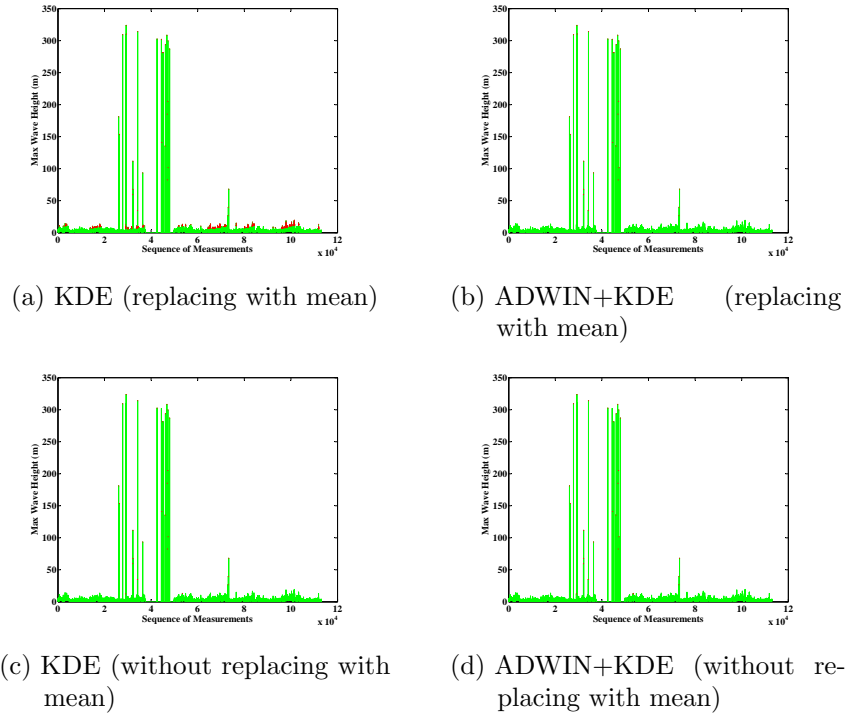 350
300
250
200
150
100
50
0
Max Wave Height (m)
0 2 4 6 8 10 12
x 10^4
Sequence of Measurements
(a) KDE (replacing with mean)
350
300
250
200
150
100
50
0
Max Wave Height (m)
0 2 4 6 8 10 12
x 10^4
Sequence of Measurements
(b) ADWIN+KDE (replacing
with mean)
350
300
250
200
150
100
50
0
Max Wave Height (m)
0 2 4 6 8 10 12
x 10^4
Sequence of Measurements
(c) KDE (without replacing with
mean)
350
300
250
200
150
100
50
0
Max Wave Height (m)
0 2 4 6 8 10 12
x 10^4
Sequence of Measurements
(d) ADWIN+KDE (without re-
placing with mean)